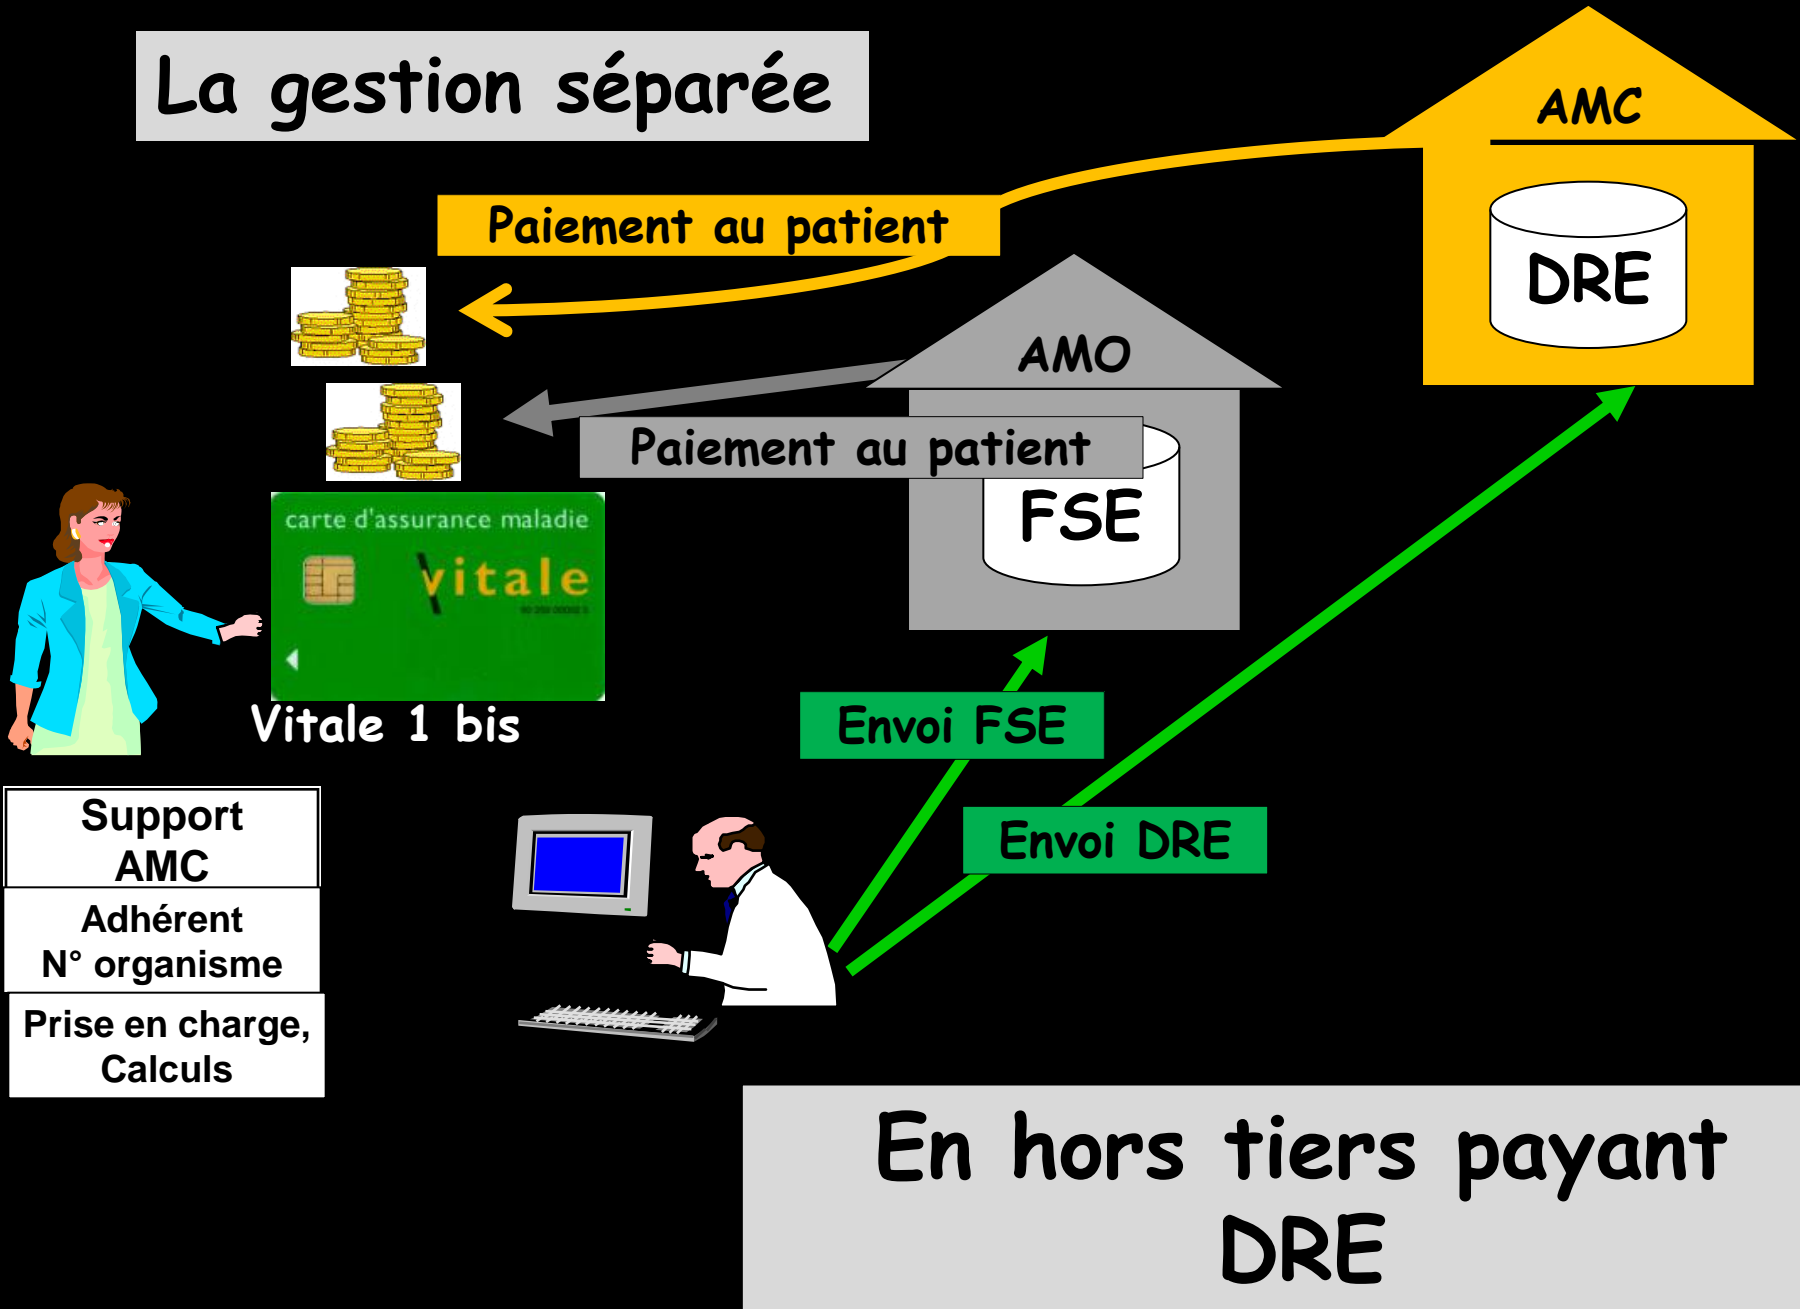 La gestion séparée
AMC
Paiement au patient
DRE
AMO
Paiement au patient
FSE
carte d'assurance maladie
Vitale
Vitale 1 bis
Envoi FSE
Support
AMC
Envoi DRE
Adhérent
N° organisme
Prise en charge,
Calculs
En hors tiers payant
DRE